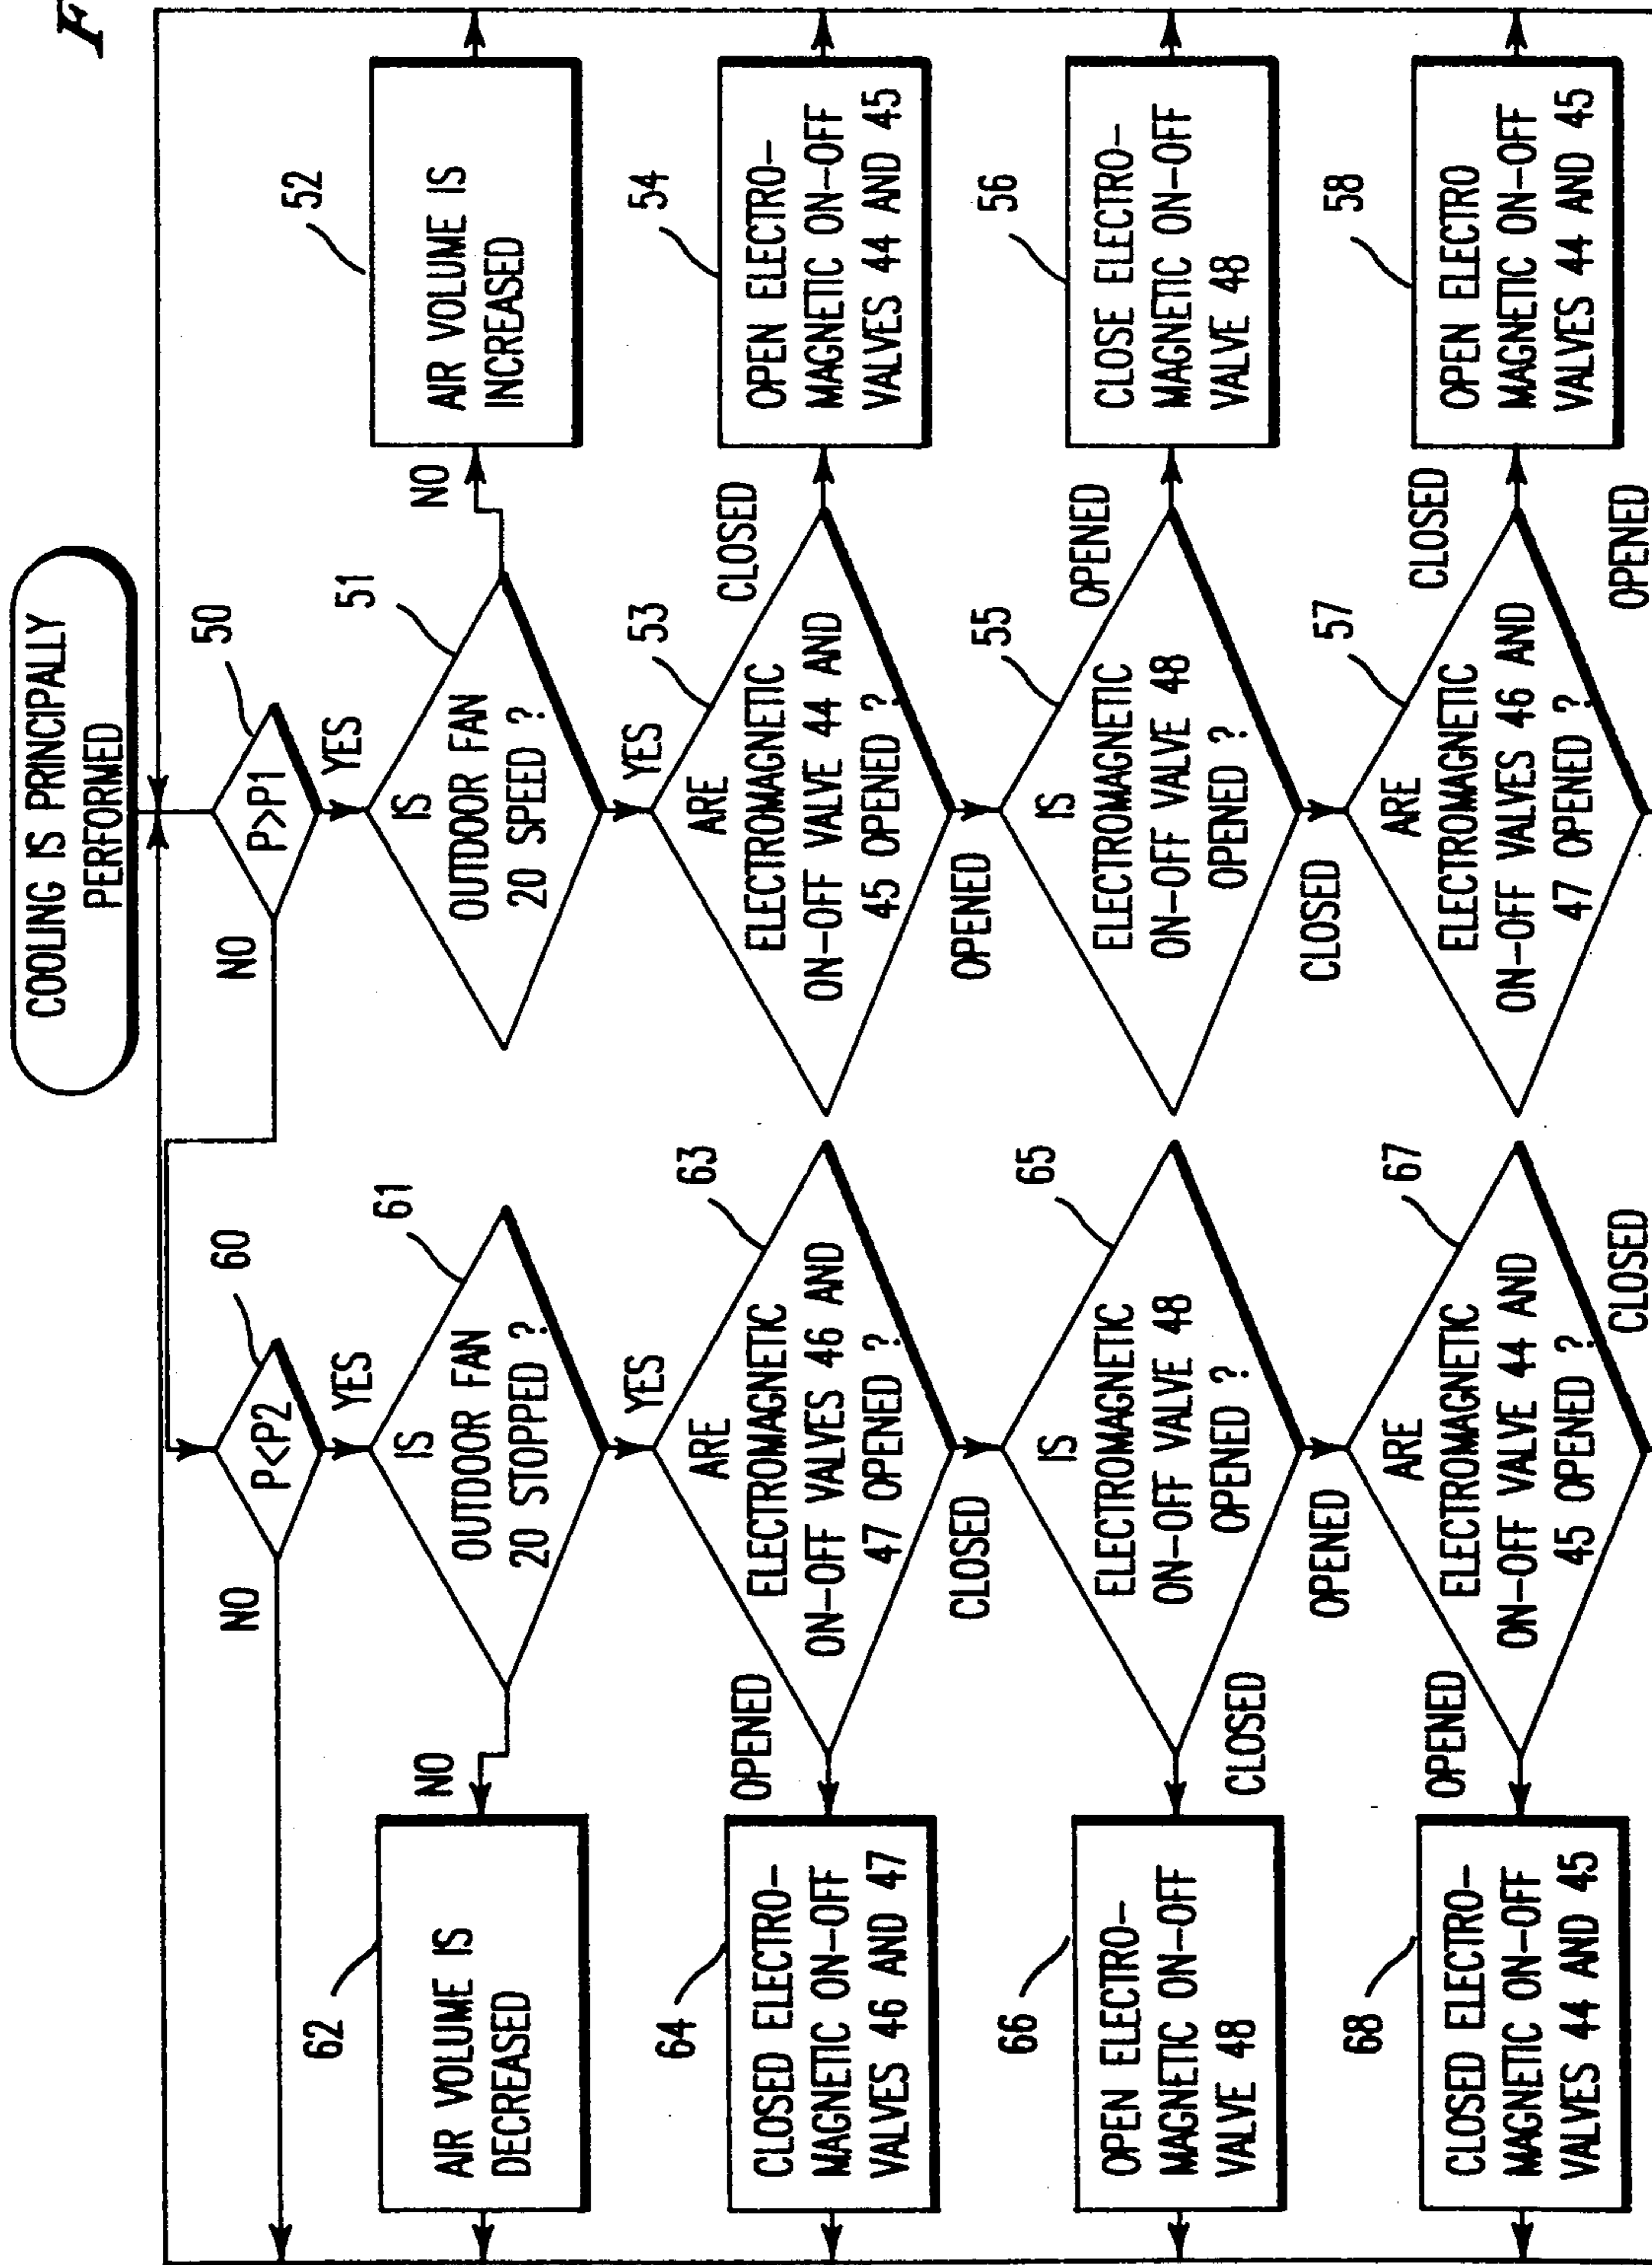 F
COOLING IS PRINCIPALLY
PERFORMED
50
P>P1
NO
YES
51
IS
OUTDOOR FAN
20 SPEED ?
NO
YES
52
AIR VOLUME IS
INCREASED
53
ARE
ELECTROMAGNETIC
ON-OFF VALVE 44 AND
45 OPENED ?
CLOSED
OPENED
54
OPEN ELECTRO-
MAGNETIC ON-OFF
VALVES 44 AND 45
55
IS
ELECTROMAGNETIC
ON-OFF VALVE 48
OPENED ?
OPENED
CLOSED
56
CLOSE ELECTRO-
MAGNETIC ON-OFF
VALVE 48
57
ARE
ELECTROMAGNETIC
ON-OFF VALVES 46 AND
47 OPENED ?
CLOSED
OPENED
58
OPEN ELECTRO
MAGNETIC ON-OFF
VALVES 44 AND 45
60
P<P2
NO
YES
61
IS
OUTDOOR FAN
20 STOPPED ?
NO
YES
62
AIR VOLUME IS
DECREASED
63
ARE
ELECTROMAGNETIC
ON-OFF VALVES 46 AND
47 OPENED ?
OPENED
CLOSED
64
CLOSED ELECTRO-
MAGNETIC ON-OFF
VALVES 46 AND 47
65
IS
ELECTROMAGNETIC
ON-OFF VALVE 48
OPENED ?
CLOSED
OPENED
66
OPEN ELECTRO-
MAGNETIC ON-OFF
VALVE 48
67
ARE
ELECTROMAGNETIC
ON-OFF VALVE 44 AND
45 OPENED ?
OPENED
CLOSED
68
CLOSED ELECTRO-
MAGNETIC ON-OFF
VALVES 44 AND 45